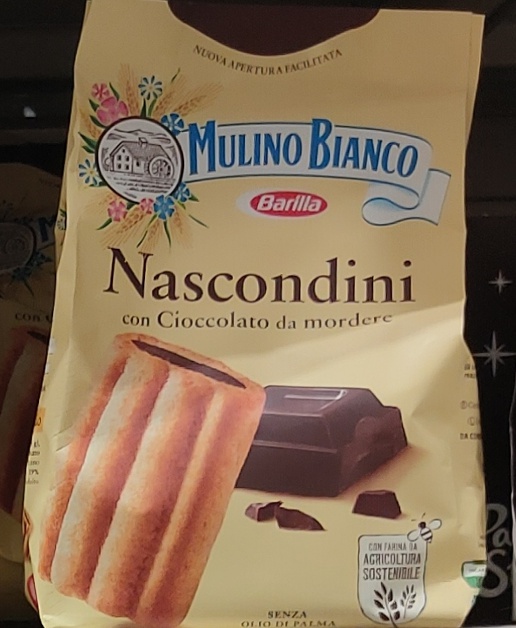 NUOVA APERTURA FACILITATA
MULINO BIANCO
Barilla
Nascondini
con Cioccolato da mordere
CON FARINA DA
AGRICOLTURA
SOSTENIBILE
SENZA
OLIO DI PALMA